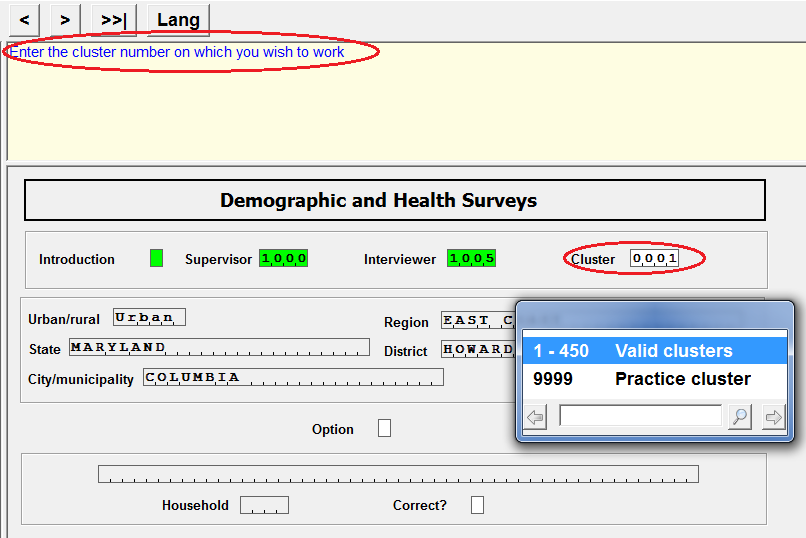 < > >>| Lang
Enter the cluster number on which you wish to work
Demographic and Health Surveys
Introduction Supervisor 1000 Interviewer 1005 Cluster 0001
Urban/rural Urban Region EAST C
State MARYLAND District HOWARD
City/municipality COLUMBIA
1 - 450 Valid clusters
9999 Practice cluster
Option
Household Correct?